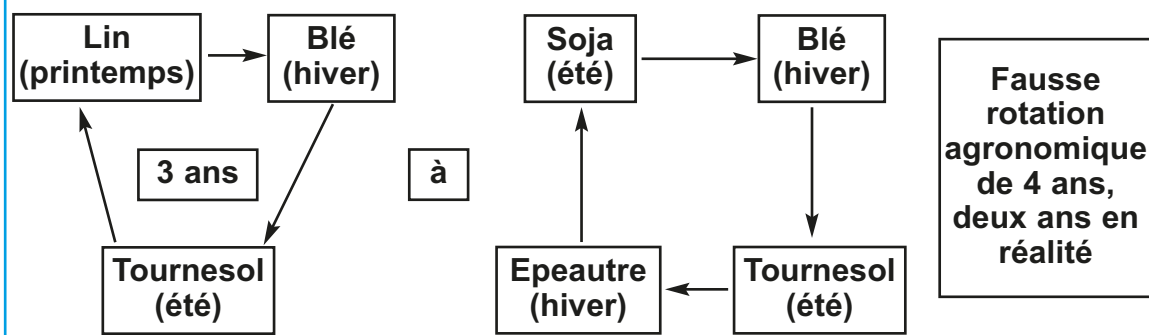 Lin
(printemps)
Blé
(hiver)
3 ans
Tournesol
(été)
à
Soja
(été)
Blé
(hiver)
Epeautre
(hiver)
Tournesol
(été)
Fausse
rotation
agronomique
de 4 ans,
deux ans en
réalité